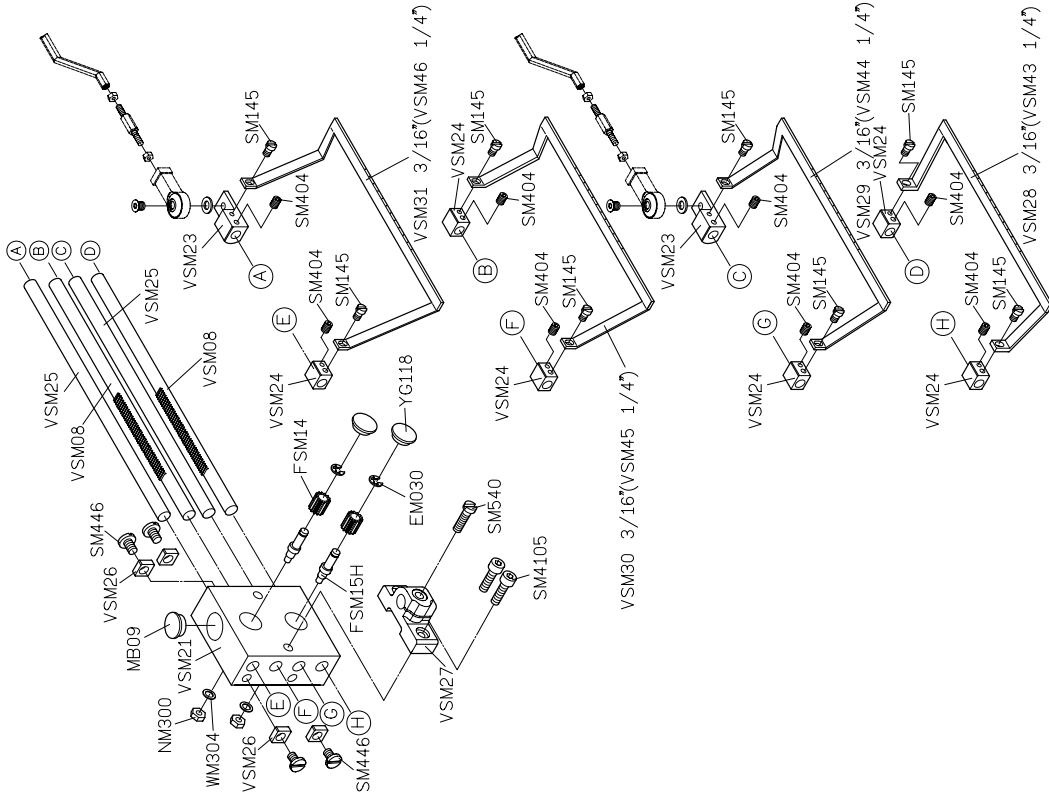 A
B
C
D
VSM25
VSM08
VSM25
VSM08
SM446
VSM26
MB09
VSM21
NM300
WM304
VSM26
SM446
E
F
G
H
FSM14
YG118
EM030
FSM15H
SM540
SM4105
VSM27
VSM23
A
SM404
SM145
VSM31 3/16"(VSM46 1/4")
E
VSM24
SM404
SM145
VSM24
SM145
B
SM404
F
VSM24
SM404
SM145
VSM30 3/16"(VSM45 1/4")
VSM23
C
SM404
SM145
VSM29 3/16"(VSM44 1/4")
G
VSM24
SM404
SM145
VSM24
SM145
D
SM404
VSM28 3/16"(VSM43 1/4")
H
VSM24
SM404
SM145